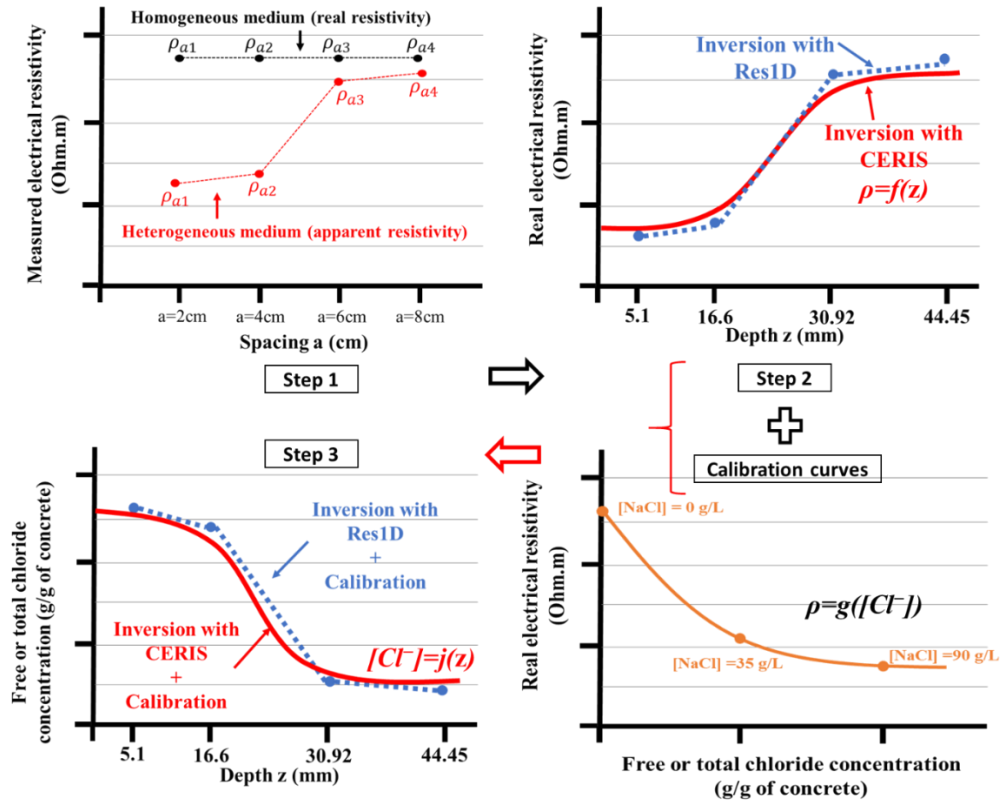 Homogeneous medium (real resistivity)
ρa1 ρa2 ρa3 ρa4
ρa3 ρa4
ρa1 ρa2
Heterogeneous medium (apparent resistivity)
Measured electrical resistivity
(Ohm.m)
a=2cm a=4cm a=6cm a=8cm
Spacing a (cm)
Step 1
Inversion with
Res1D
Inversion with
CERIS
ρ=f(z)
Real electrical resistivity
(Ohm.m)
5.1 16.6 30.92 44.45
Depth z (mm)
Step 2
Calibration curves
Step 3
Inversion with
Res1D
+
Calibration
Inversion with
CERIS
+
Calibration
[Cl⁻]=j(z)
Free or total chloride
concentration (g/g of concrete)
5.1 16.6 30.92 44.45
Depth z (mm)
[NaCl] = 0 g/L
ρ=g([Cl⁻])
[NaCl] =35 g/L
[NaCl] =90 g/L
Real electrical resistivity
(Ohm.m)
Free or total chloride concentration
(g/g of concrete)